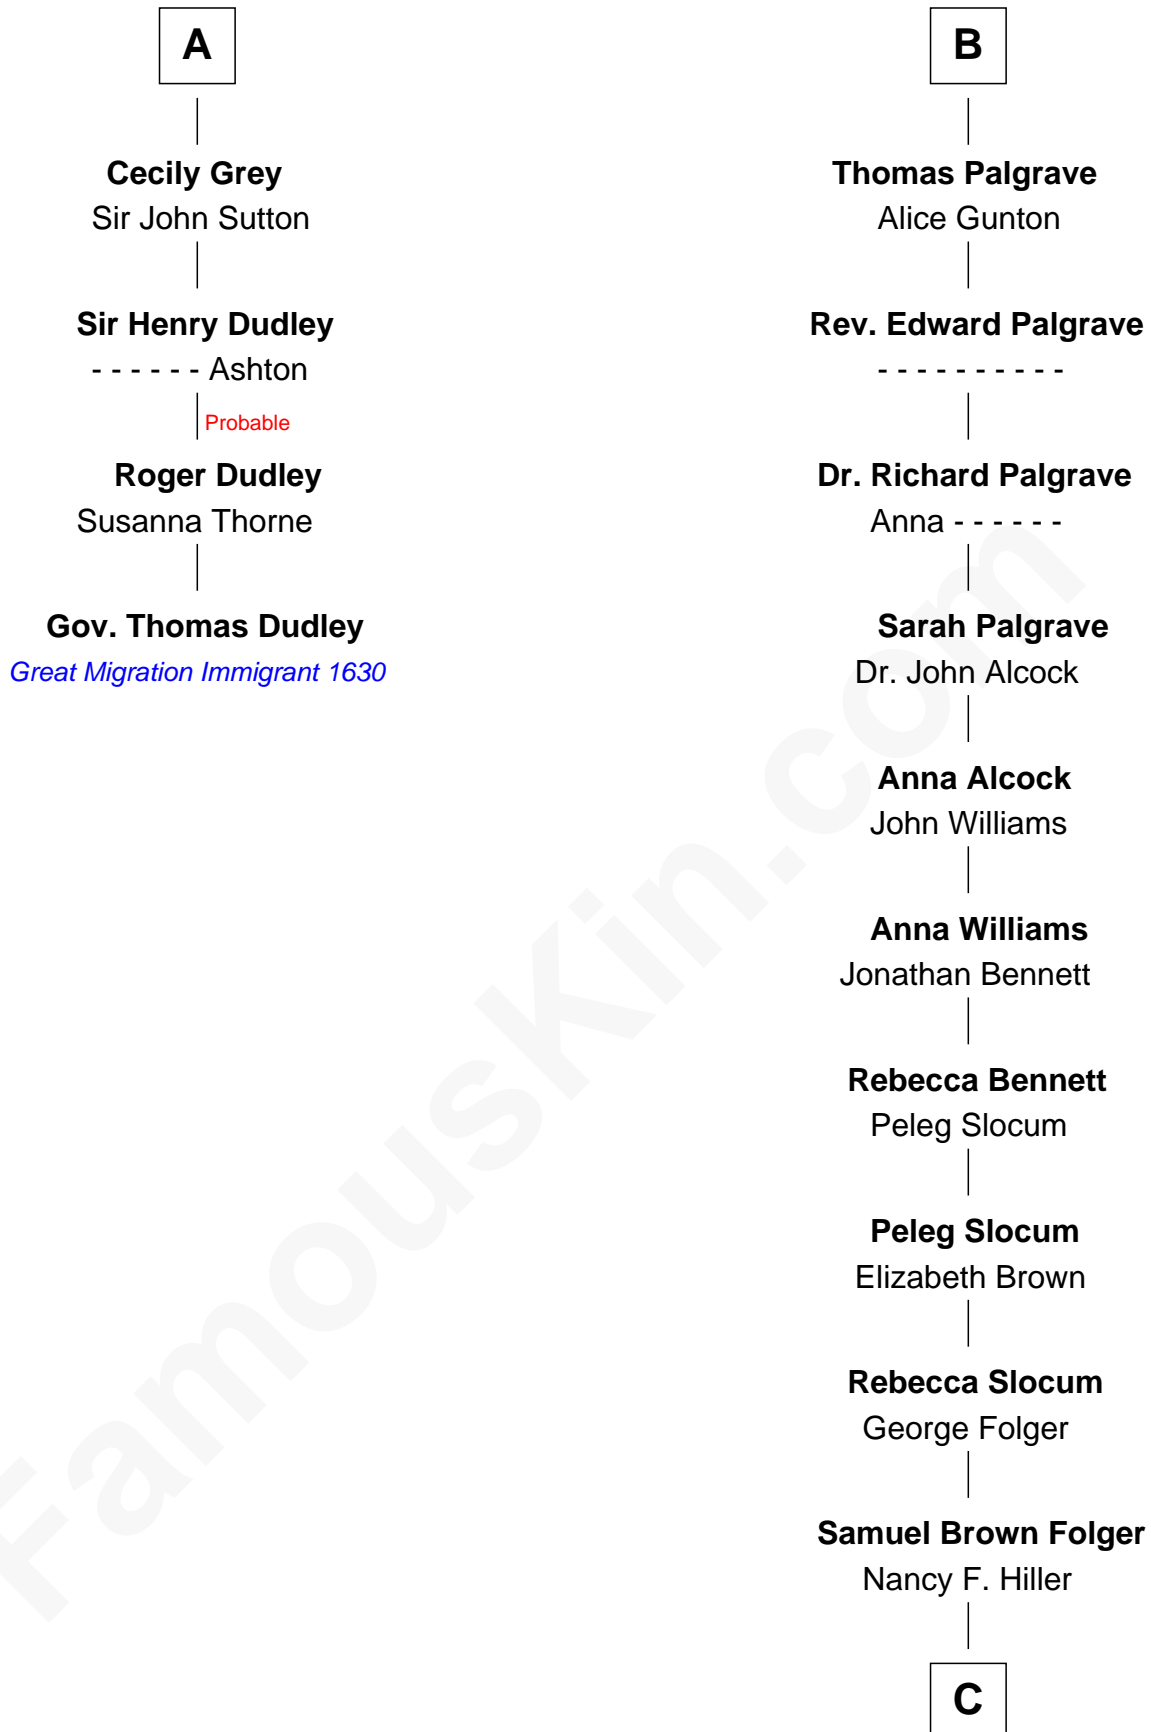 A
Cecily Grey
Sir John Sutton
Sir Henry Dudley
- - - - - - Ashton
Probable
Roger Dudley
Susanna Thorne
Gov. Thomas Dudley
Great Migration Immigrant 1630
B
Thomas Palgrave
Alice Gunton
Rev. Edward Palgrave
- - - - - - - - - -
Dr. Richard Palgrave
Anna - - - - - -
Sarah Palgrave
Dr. John Alcock
Anna Alcock
John Williams
Anna Williams
Jonathan Bennett
Rebecca Bennett
Peleg Slocum
Peleg Slocum
Elizabeth Brown
Rebecca Slocum
George Folger
Samuel Brown Folger
Nancy F. Hiller
C
FamousKin.com